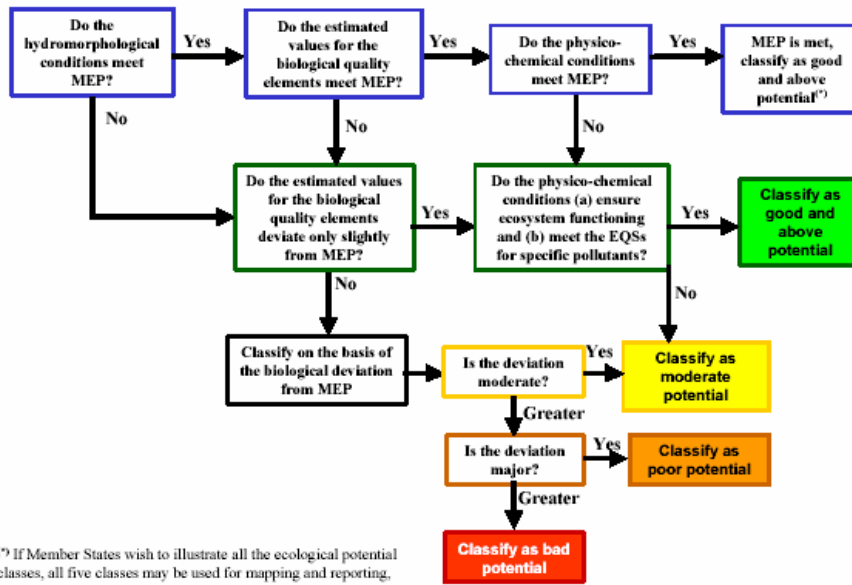 Do the
hydromorphological
conditions meet
MEP?
Yes
Do the estimated
values for the
biological quality
elements meet MEP?
Yes
Do the physico-
chemical conditions
meet MEP?
Yes
MEP is met,
classify as good
and above
potential(*)
No
No
No
Do the estimated values
for the biological
quality elements
deviate only slightly
from MEP?
Yes
Do the physico-chemical
conditions (a) ensure
ecosystem functioning
and (b) meet the EQSs
for specific pollutants?
Yes
Classify as
good and
above
potential
No
No
Classify on the basis of
the biological deviation
from MEP
Is the deviation
moderate?
Yes
Classify as
moderate
potential
Greater
Is the deviation
major?
Yes
Classify as
poor potential
Greater
Classify as bad
potential
*) If Member States wish to illustrate all the ecological potential
classes, all five classes may be used for mapping and reporting,